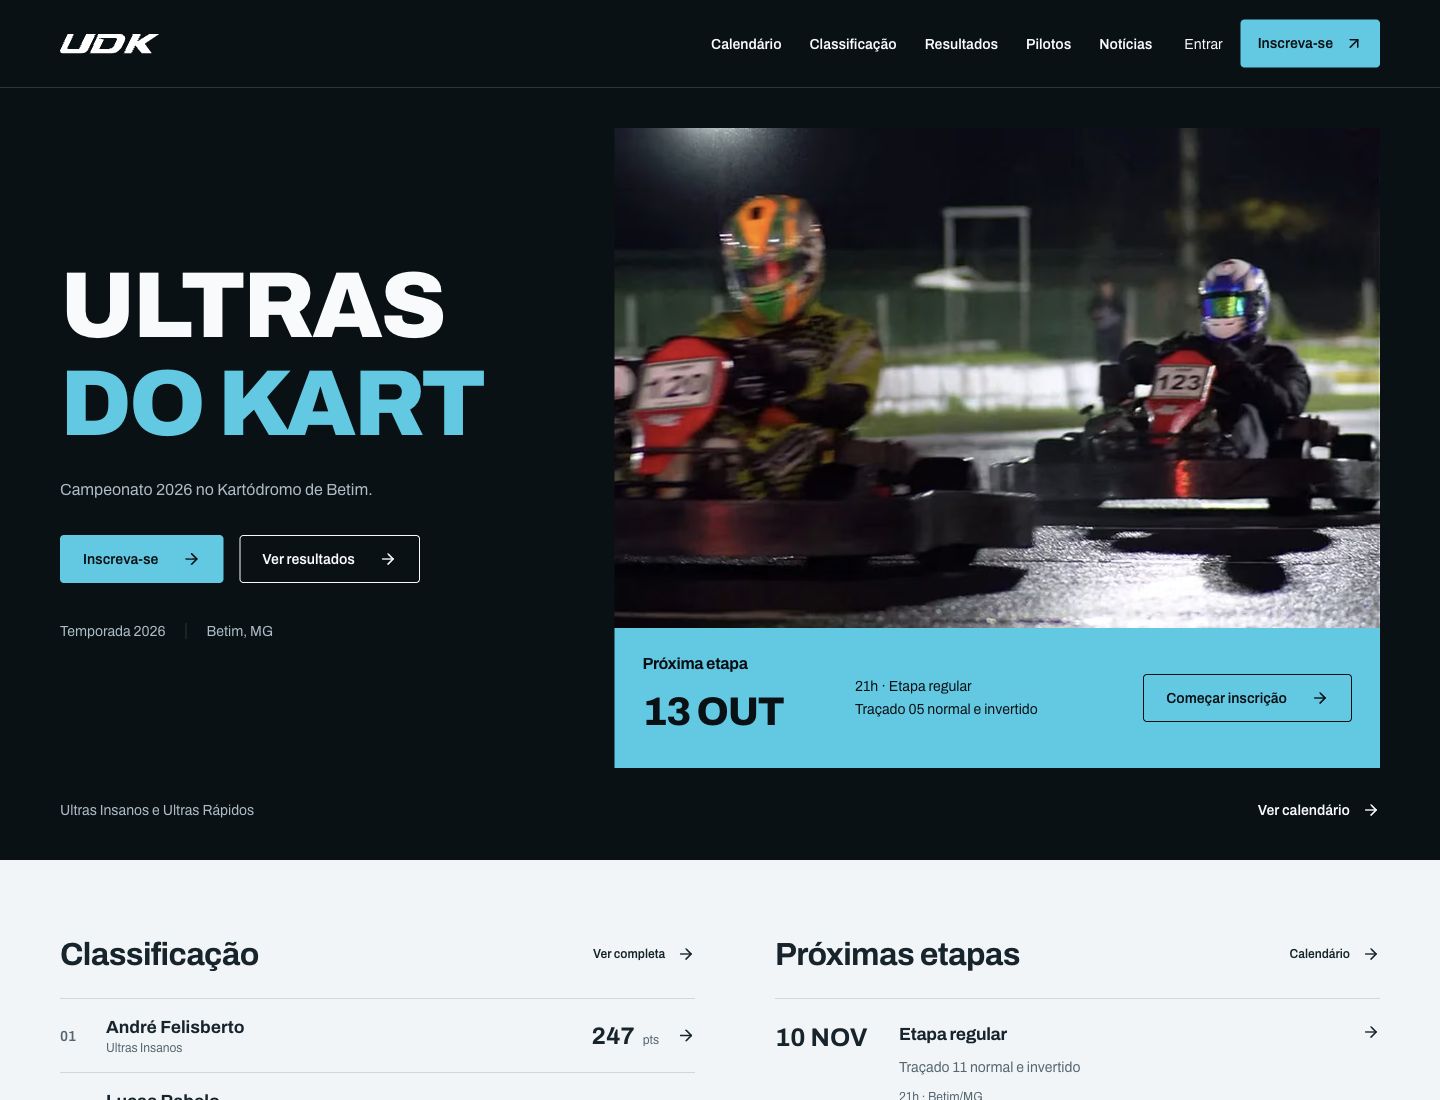 UDK
Calendário
Classificação
Resultados
Pilotos
Notícias
Entrar
Inscreva-se
ULTRAS
DO KART
Campeonato 2026 no Kartódromo de Betim.
Inscreva-se
Ver resultados
Temporada 2026
Betim, MG
120
123
Próxima etapa
13 OUT
21h · Etapa regular
Traçado 05 normal e invertido
Começar inscrição
Ultras Insanos e Ultras Rápidos
Ver calendário
Classificação
Ver completa
01
André Felisberto
Ultras Insanos
247 pts
Próximas etapas
Calendário
10 NOV
Etapa regular
Traçado 11 normal e invertido
21h · Betim/MG